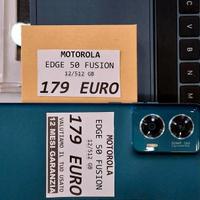 MOTOROLA
EDGE 50 FUSION
12/512 GB
179 EURO
MOTOROLA
EDGE 50 FUSION
12/512 GB
179 EURO
VALUTIAMO IL TUO USATO
12 MESI GARANZIA